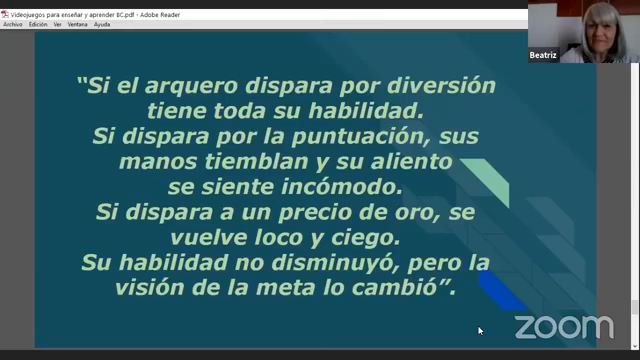 Videojuegos para enseñar y aprender BC.pdf - Adobe Reader
Archivo Edición Ver Ventana Ayuda
Beatriz
“Si el arquero dispara por diversión
tiene toda su habilidad.
Si dispara por la puntuación, sus
manos tiemblan y su aliento
se siente incómodo.
Si dispara a un precio de oro, se
vuelve loco y ciego.
Su habilidad no disminuyó, pero la
visión de la meta lo cambió”.
zoom